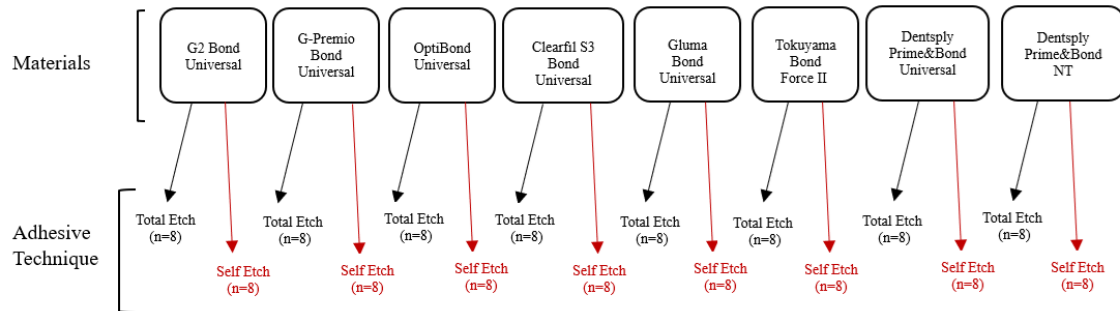 Materials
G2 Bond
Universal
G-Premio
Bond
Universal
OptiBond
Universal
Clearfil S3
Bond
Universal
Gluma
Bond
Universal
Tokuyama
Bond
Force II
Dentsply
Prime&Bond
Universal
Dentsply
Prime&Bond
NT
Adhesive
Technique
Total Etch
(n=8)
Total Etch
(n=8)
Total Etch
(n=8)
Total Etch
(n=8)
Total Etch
(n=8)
Total Etch
(n=8)
Total Etch
(n=8)
Total Etch
(n=8)
Self Etch
(n=8)
Self Etch
(n=8)
Self Etch
(n=8)
Self Etch
(n=8)
Self Etch
(n=8)
Self Etch
(n=8)
Self Etch
(n=8)
Self Etch
(n=8)